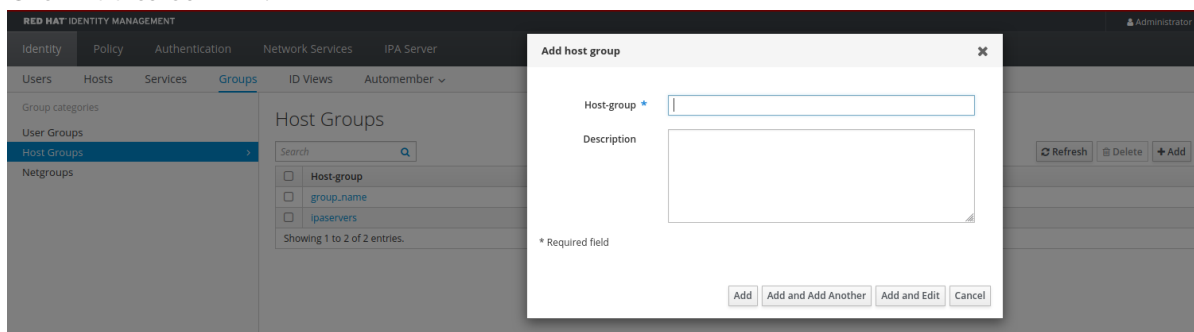 RED HAT® IDENTITY MANAGEMENT
Administrator
Identity Policy Authentication Network Services IPA Server
Users Hosts Services Groups ID Views Automember
Group categories
User Groups
Host Groups
Netgroups
Host Groups
Search
Refresh Delete Add
Host-group
group_name
ipaservers
Showing 1 to 2 of 2 entries.
Add host group
Host-group *
Description
* Required field
Add Add and Add Another Add and Edit Cancel